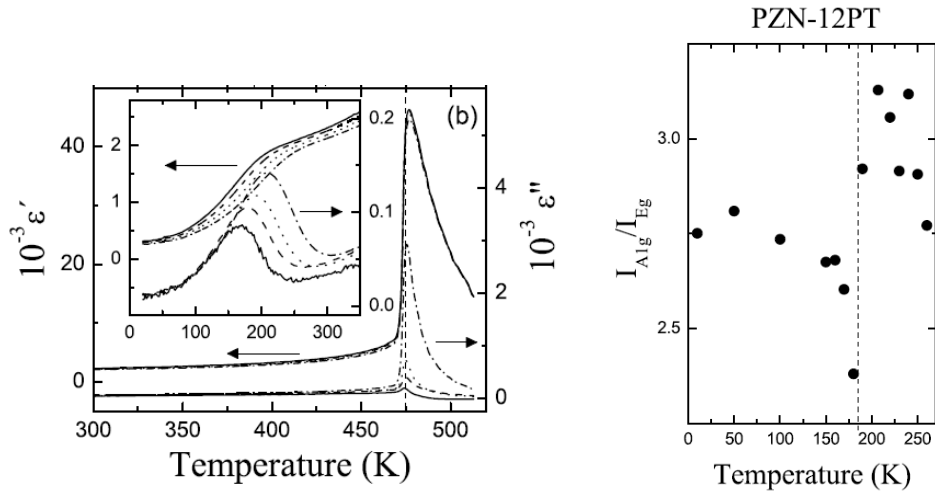 PZN-12PT
(b)
10⁻³ ε′
40
20
0
10⁻³ ε″
4
2
0
2
1
0
0.2
0.1
0.0
0 100 200 300
300 350 400 450 500
Temperature (K)
I_A1g/I_Eg
3.0
2.5
0 50 100 150 200 250
Temperature (K)